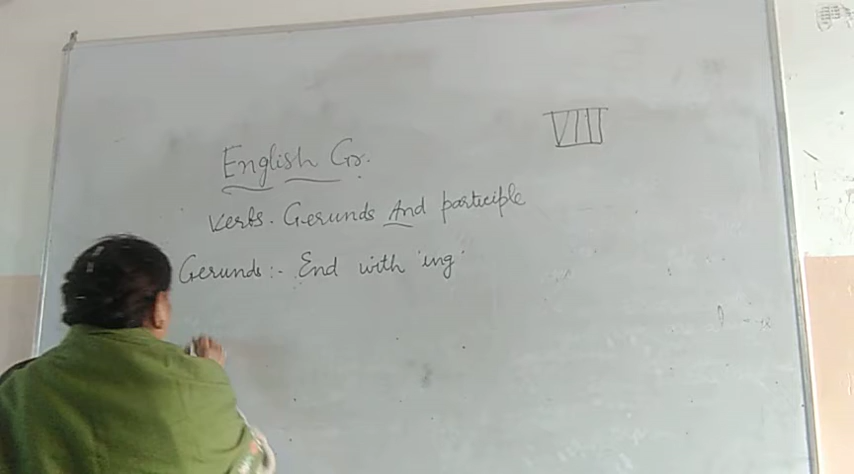 VIII
English Gr.
Verbs. Gerunds And participle
Gerunds :- End with 'ing'